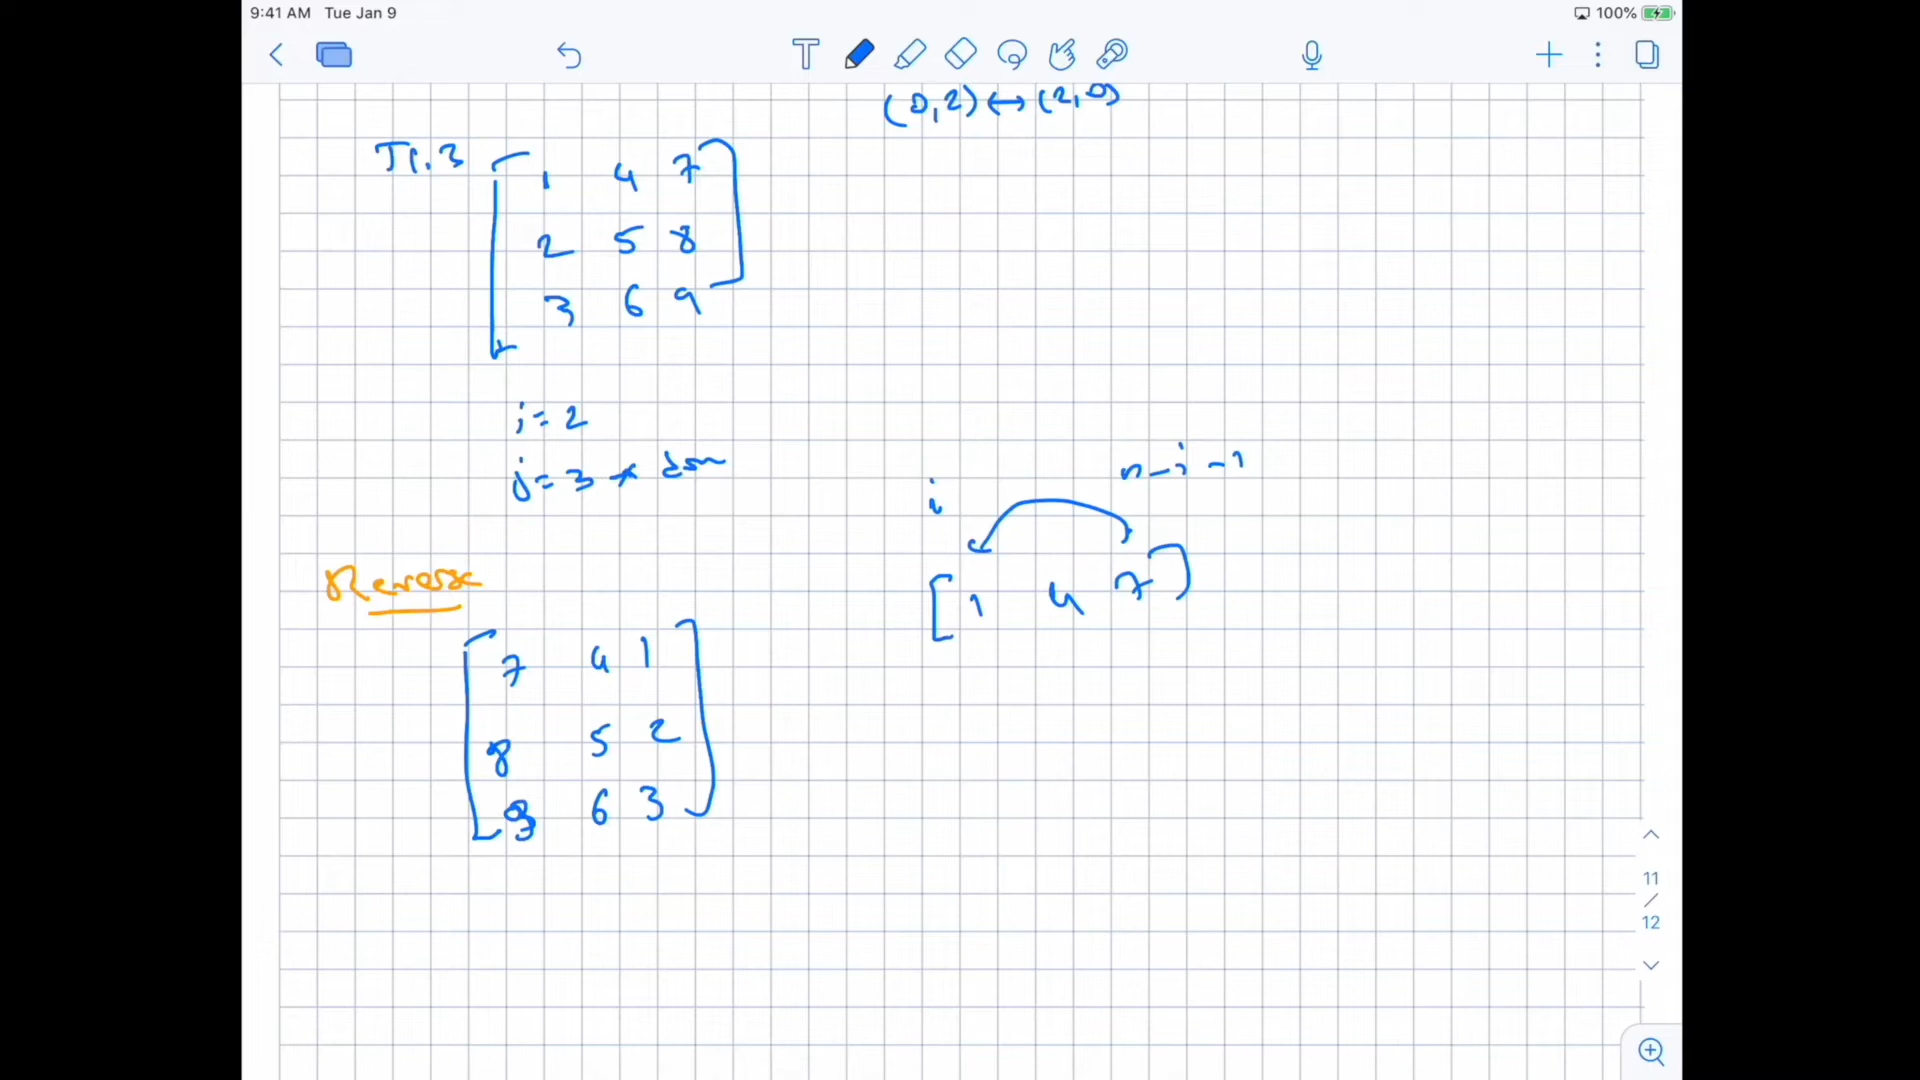 9:41 AM Tue Jan 9
100%
(0,2) ↔ (2,0)
1 4 7
2 5 8
3 6 9
i = 2
j = 3
i
n-i-1
[1 4 7]
Reverse
7 4 1
8 5 2
9 6 3
11
/
12